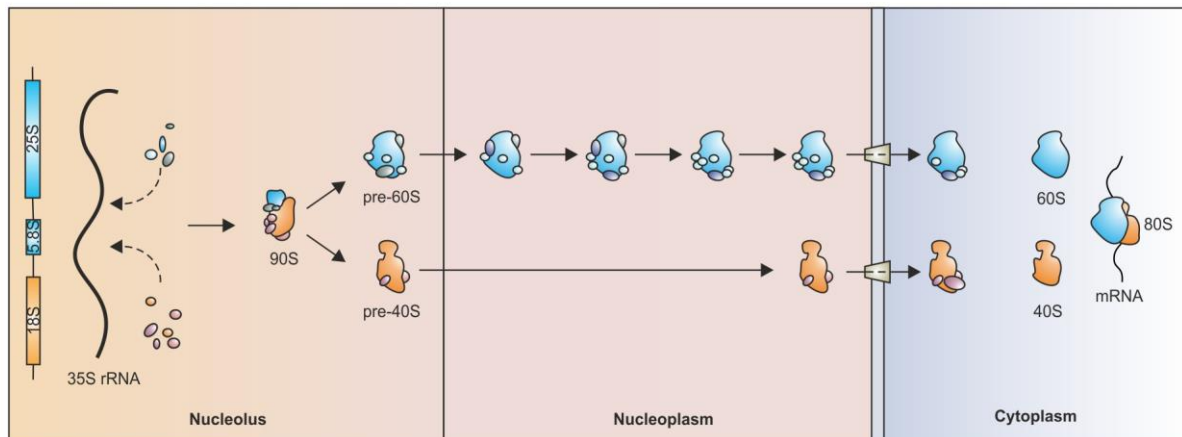 25S
5.8S
18S
35S rRNA
90S
pre-60S
pre-40S
60S
40S
80S
mRNA
Nucleolus
Nucleoplasm
Cytoplasm